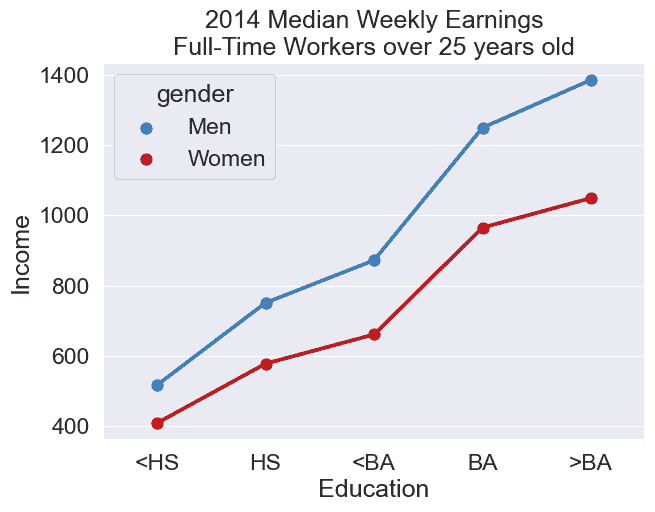 2014 Median Weekly Earnings
Full-Time Workers over 25 years old
gender
Men
Women
Income
1400
1200
1000
800
600
400
<HS
HS
<BA
BA
>BA
Education